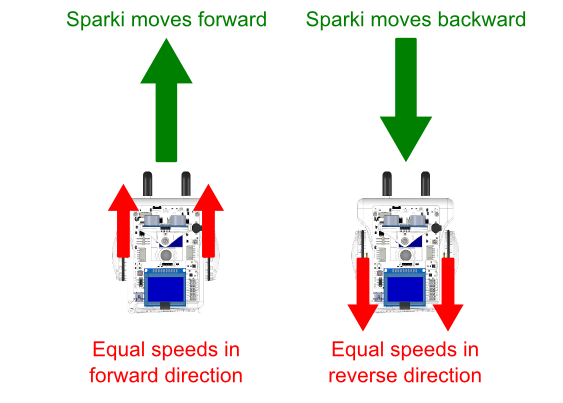 Sparki moves forward
Sparki moves backward
Equal speeds in
forward direction
Equal speeds in
reverse direction